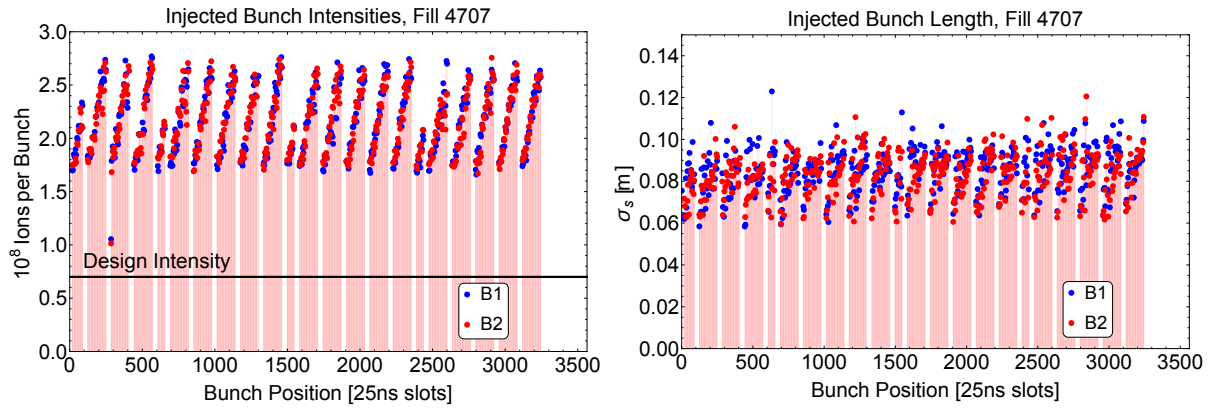 Injected Bunch Intensities, Fill 4707
10⁸ Ions per Bunch
3.0
2.5
2.0
1.5
1.0
0.5
0.0
Design Intensity
B1
B2
0 500 1000 1500 2000 2500 3000 3500
Bunch Position [25ns slots]
Injected Bunch Length, Fill 4707
σₛ [m]
0.14
0.12
0.10
0.08
0.06
0.04
0.02
0.00
B1
B2
0 500 1000 1500 2000 2500 3000 3500
Bunch Position [25ns slots]